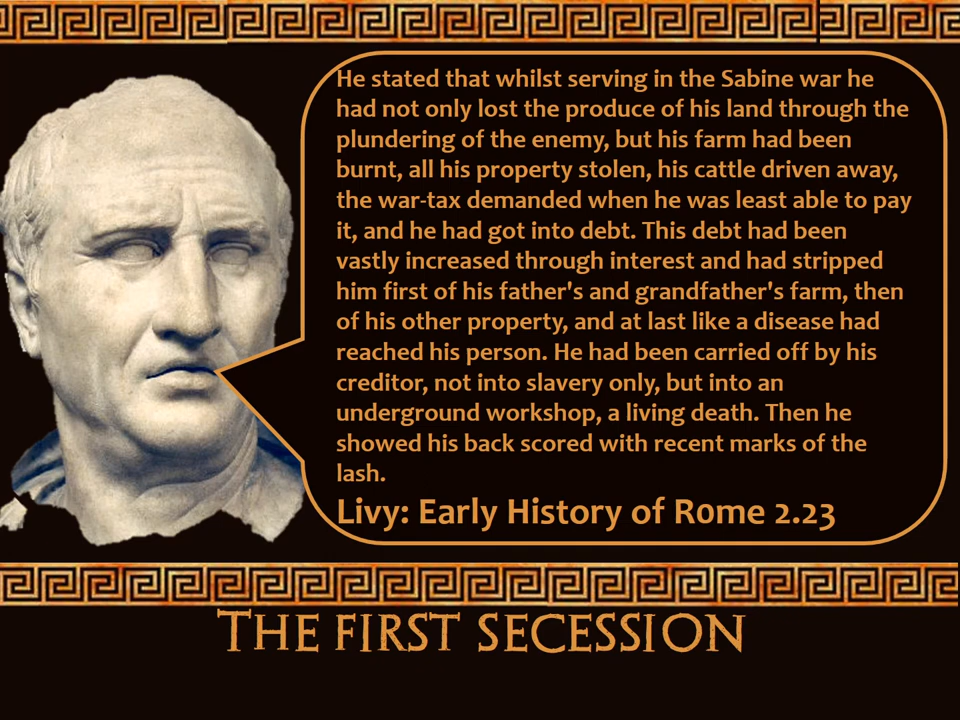 He stated that whilst serving in the Sabine war he
had not only lost the produce of his land through the
plundering of the enemy, but his farm had been
burnt, all his property stolen, his cattle driven away,
the war-tax demanded when he was least able to pay
it, and he had got into debt. This debt had been
vastly increased through interest and had stripped
him first of his father's and grandfather's farm, then
of his other property, and at last like a disease had
reached his person. He had been carried off by his
creditor, not into slavery only, but into an
underground workshop, a living death. Then he
showed his back scored with recent marks of the
lash.
Livy: Early History of R0me 2.23
The first secession